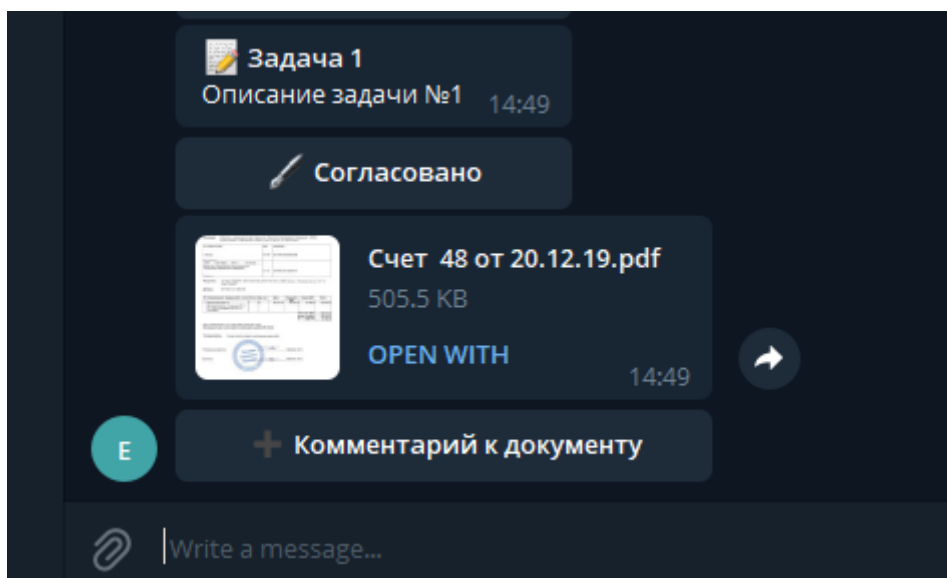 Задача 1
Описание задачи №1 14:49
Согласовано
Счет 48 от 20.12.19.pdf
505.5 KB
OPEN WITH
14:49
E
Комментарий к документу
Write a message...